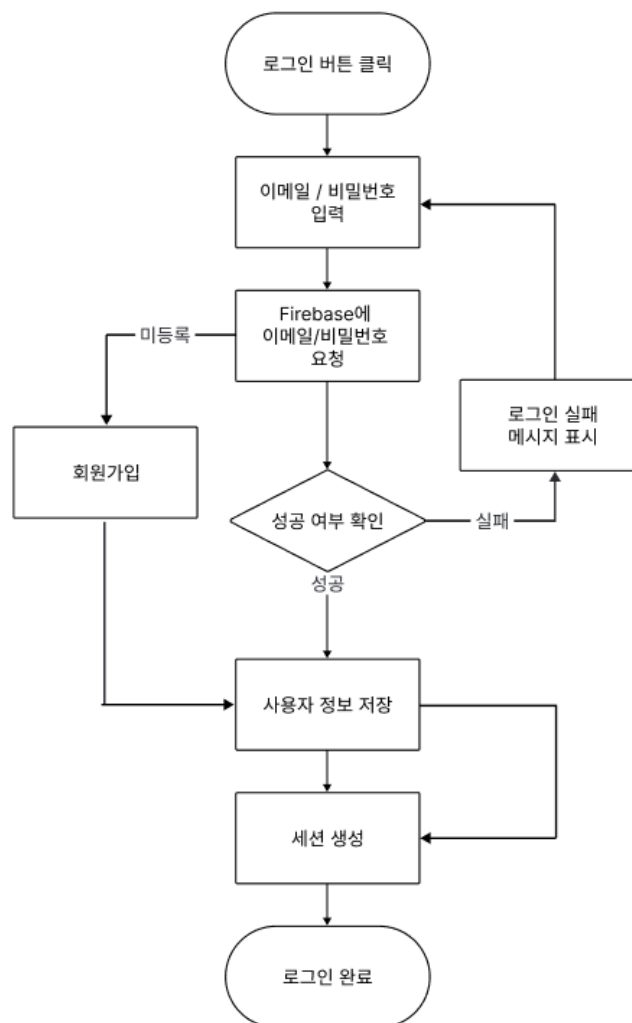 로그인 버튼 클릭
이메일 / 비밀번호
입력
Firebase에
이메일/비밀번호
요청
미등록
회원가입
로그인 실패
메시지 표시
성공 여부 확인
실패
성공
사용자 정보 저장
세션 생성
로그인 완료